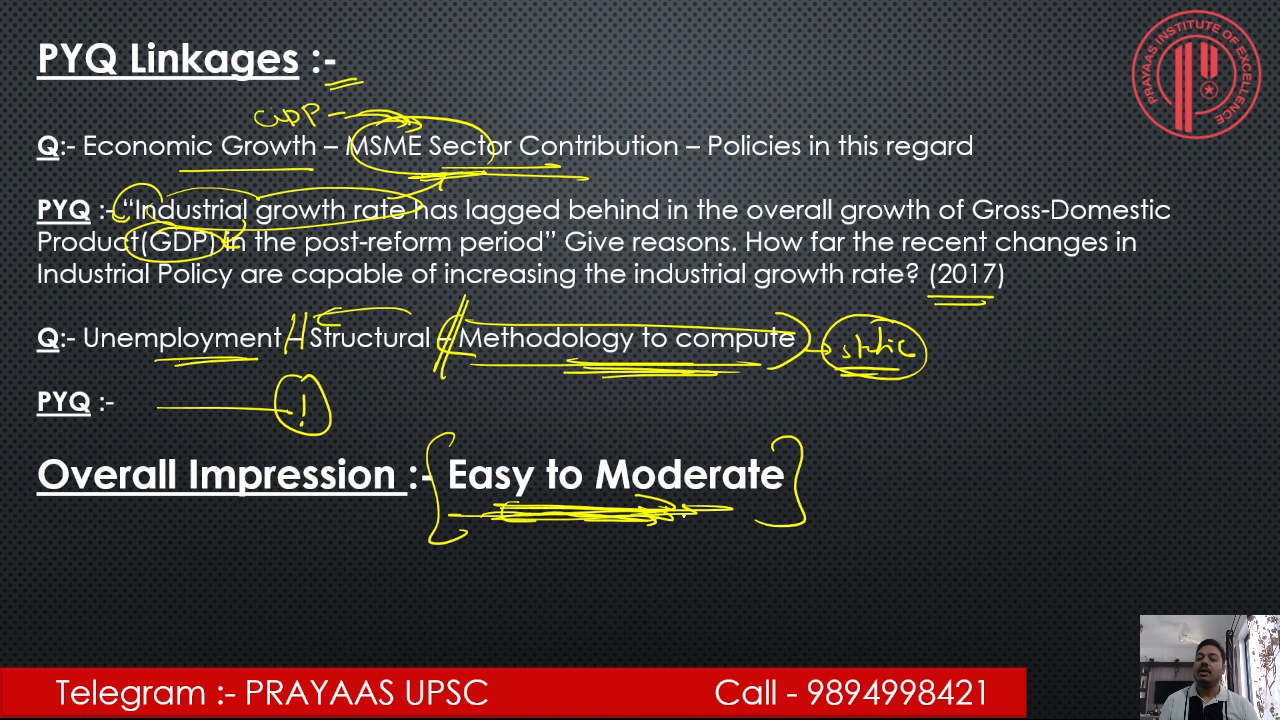 PYQ Linkages :-
PRAYAAS INSTITUTE OF EXCELLENCE
GDP
Q:- Economic Growth – MSME Sector Contribution – Policies in this regard
PYQ :- "Industrial growth rate has lagged behind in the overall growth of Gross-Domestic
Product(GDP) in the post-reform period" Give reasons. How far the recent changes in
Industrial Policy are capable of increasing the industrial growth rate? (2017)
Q:- Unemployment – Structural – Methodology to compute
static
PYQ :- !
Overall Impression :- Easy to Moderate
Telegram :- PRAYAAS UPSC
Call - 9894998421